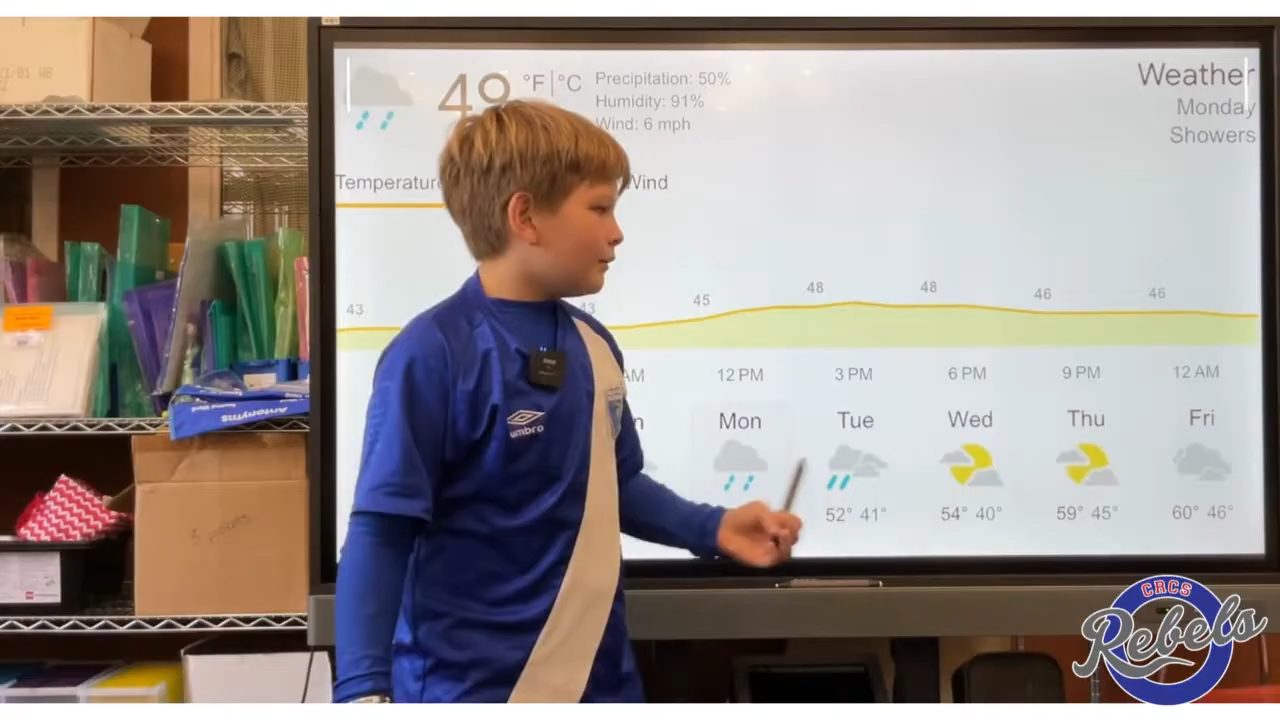 °F|°C
Precipitation: 50%
Humidity: 91%
Wind: 6 mph
Weather
Monday
Showers
Temperature
Wind
43
43
45
48
48
46
46
AM
12 PM
3 PM
6 PM
9 PM
12 AM
Mon
Tue
Wed
Thu
Fri
52° 41°
54° 40°
59° 45°
60° 46°
umbro
Antonyms
CRCS
Rebels